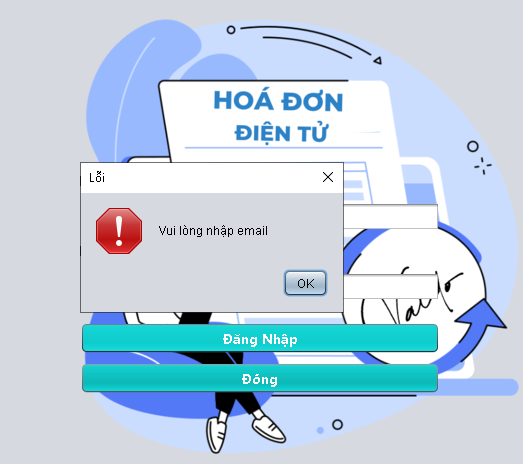 HOÁ ĐƠN
ĐIỆN TỬ
Lỗi
Vui lòng nhập email
OK
Đăng Nhập
Đóng